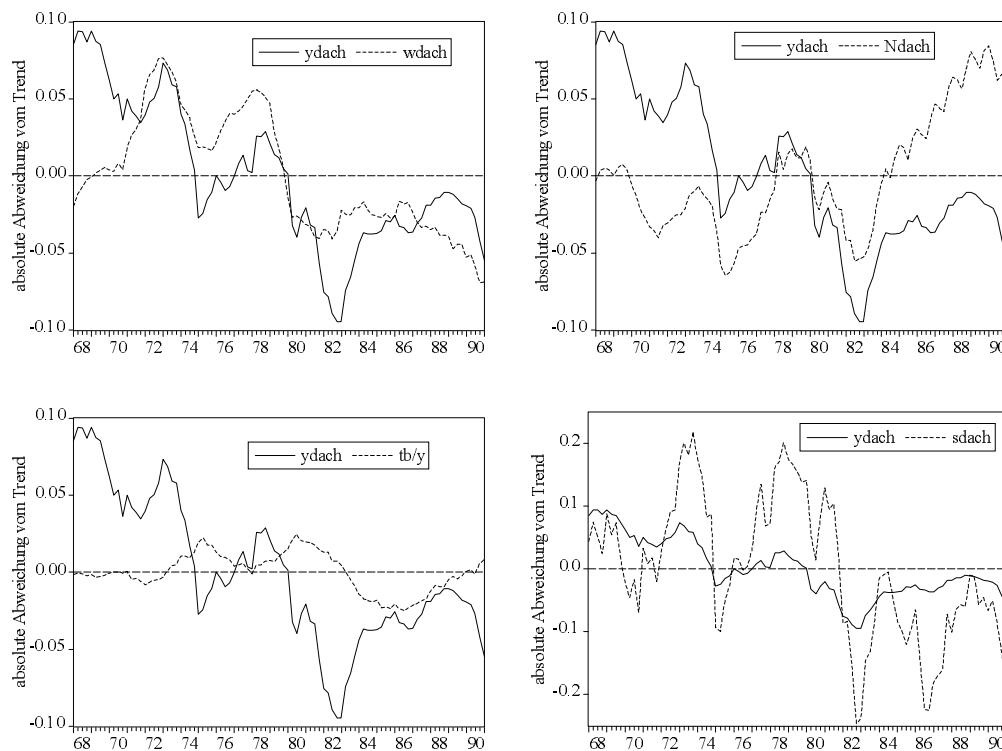 absolute Abweichung vom Trend
0.10
0.05
0.00
-0.05
-0.10
ydach wdach
68 70 72 74 76 78 80 82 84 86 88 90
absolute Abweichung vom Trend
0.10
0.05
0.00
-0.05
-0.10
ydach Ndach
68 70 72 74 76 78 80 82 84 86 88 90
absolute Abweichung vom Trend
0.10
0.05
0.00
-0.05
-0.10
ydach tb/y
68 70 72 74 76 78 80 82 84 86 88 90
absolute Abweichung vom Trend
0.2
0.1
0.0
-0.1
-0.2
ydach sdach
68 70 72 74 76 78 80 82 84 86 88 90